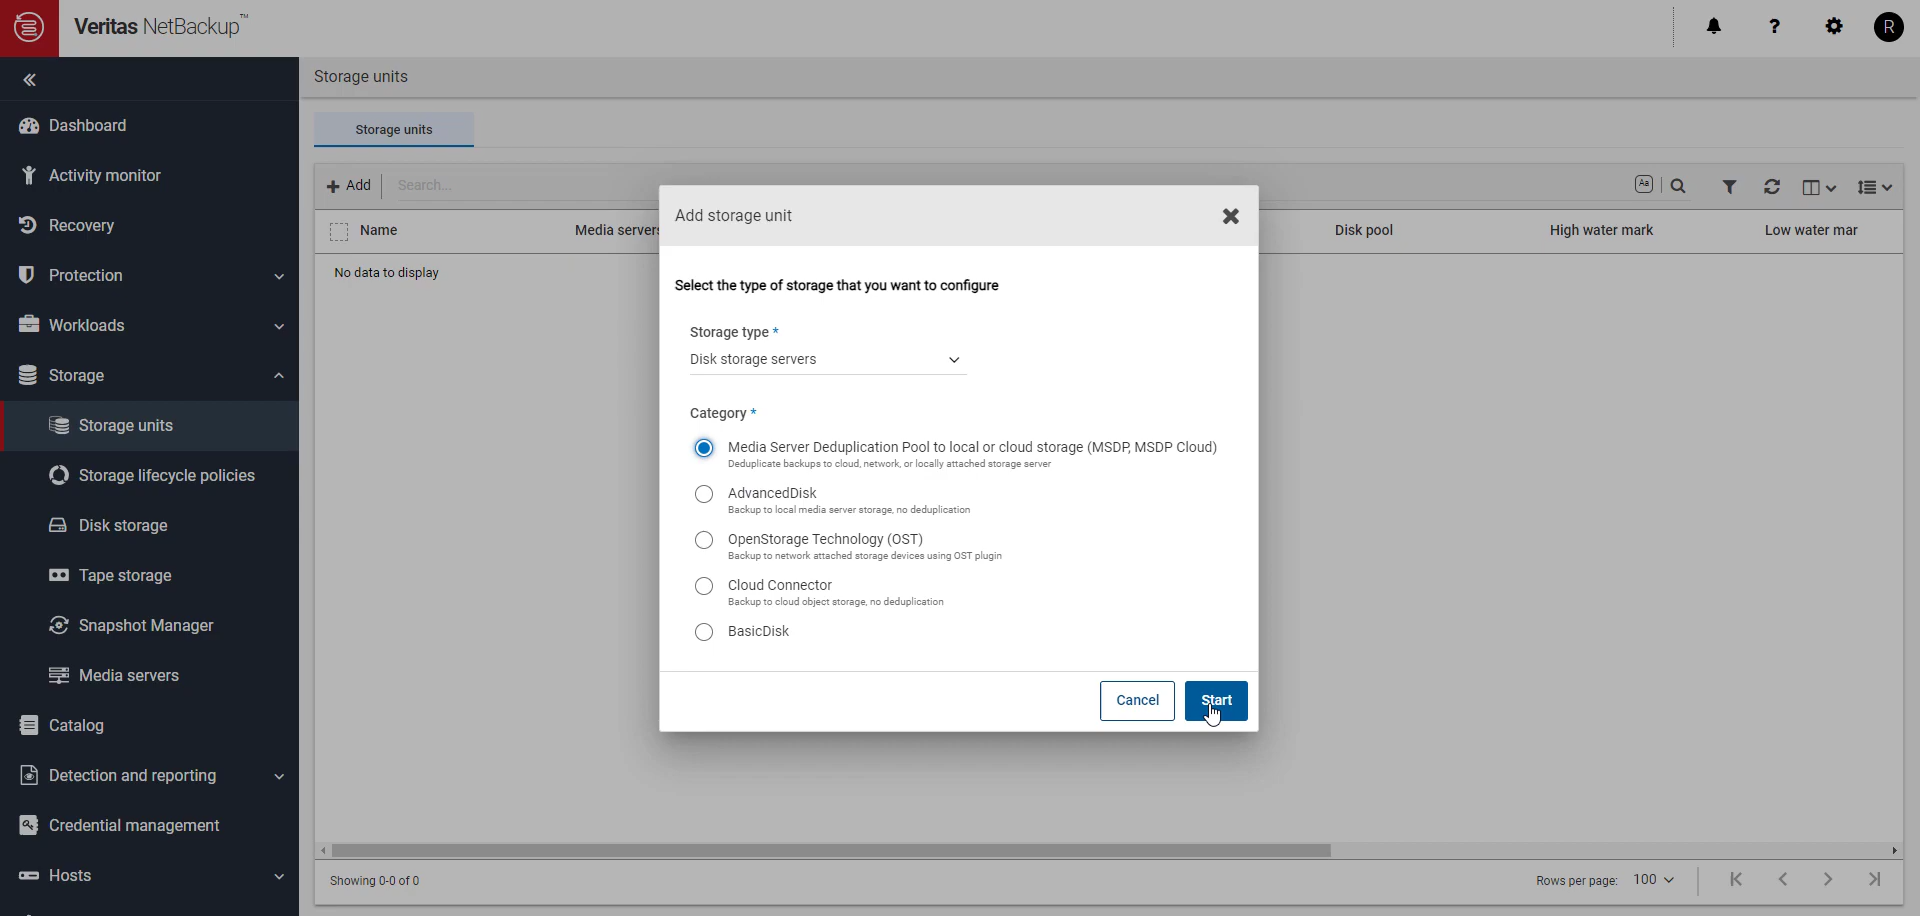 Veritas NetBackup™
R
Storage units
Dashboard
Activity monitor
Recovery
Protection
Workloads
Storage
Storage units
Storage lifecycle policies
Disk storage
Tape storage
Snapshot Manager
Media servers
Catalog
Detection and reporting
Credential management
Hosts
Storage units
+ Add
Search...
Aa
Name
Media servers
Disk pool
High water mark
Low water mar
No data to display
Add storage unit
Select the type of storage that you want to configure
Storage type *
Disk storage servers
Category *
Media Server Deduplication Pool to local or cloud storage (MSDP, MSDP Cloud)
Deduplicate backups to cloud, network, or locally attached storage server
AdvancedDisk
Backup to local media server storage, no deduplication
OpenStorage Technology (OST)
Backup to network attached storage devices using OST plugin
Cloud Connector
Backup to cloud object storage, no deduplication
BasicDisk
Cancel
Start
Showing 0-0 of 0
Rows per page: 100